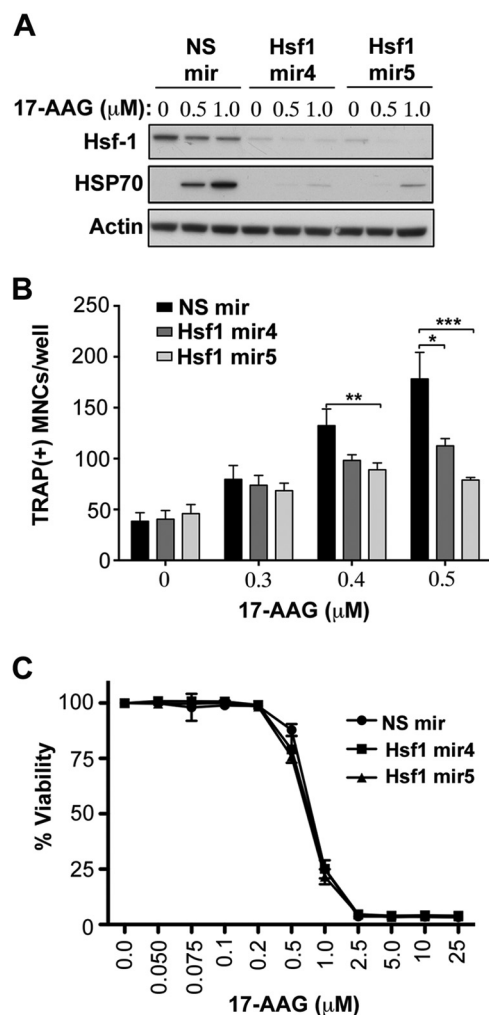 A
NS mir
Hsf1 mir4
Hsf1 mir5
17-AAG (μM): 0 0.5 1.0 0 0.5 1.0 0 0.5 1.0
Hsf-1
HSP70
Actin
B
TRAP(+) MNCs/well
250
200
150
100
50
0
NS mir
Hsf1 mir4
Hsf1 mir5
**
***
*
0 0.3 0.4 0.5
17-AAG (μM)
C
% Viability
100
75
50
25
0
NS mir
Hsf1 mir4
Hsf1 mir5
0.0 0.050 0.075 0.1 0.2 0.5 1.0 2.5 5.0 10 25
17-AAG (μM)